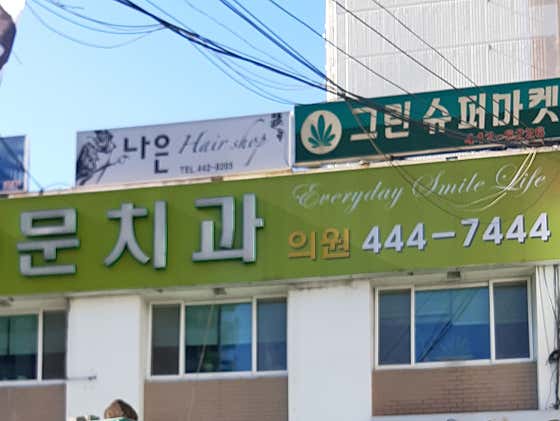 나은 Hair shop
TEL.442-9205
그린 슈퍼마켓
Everyday Smile Life
문치과 의원 444-7444